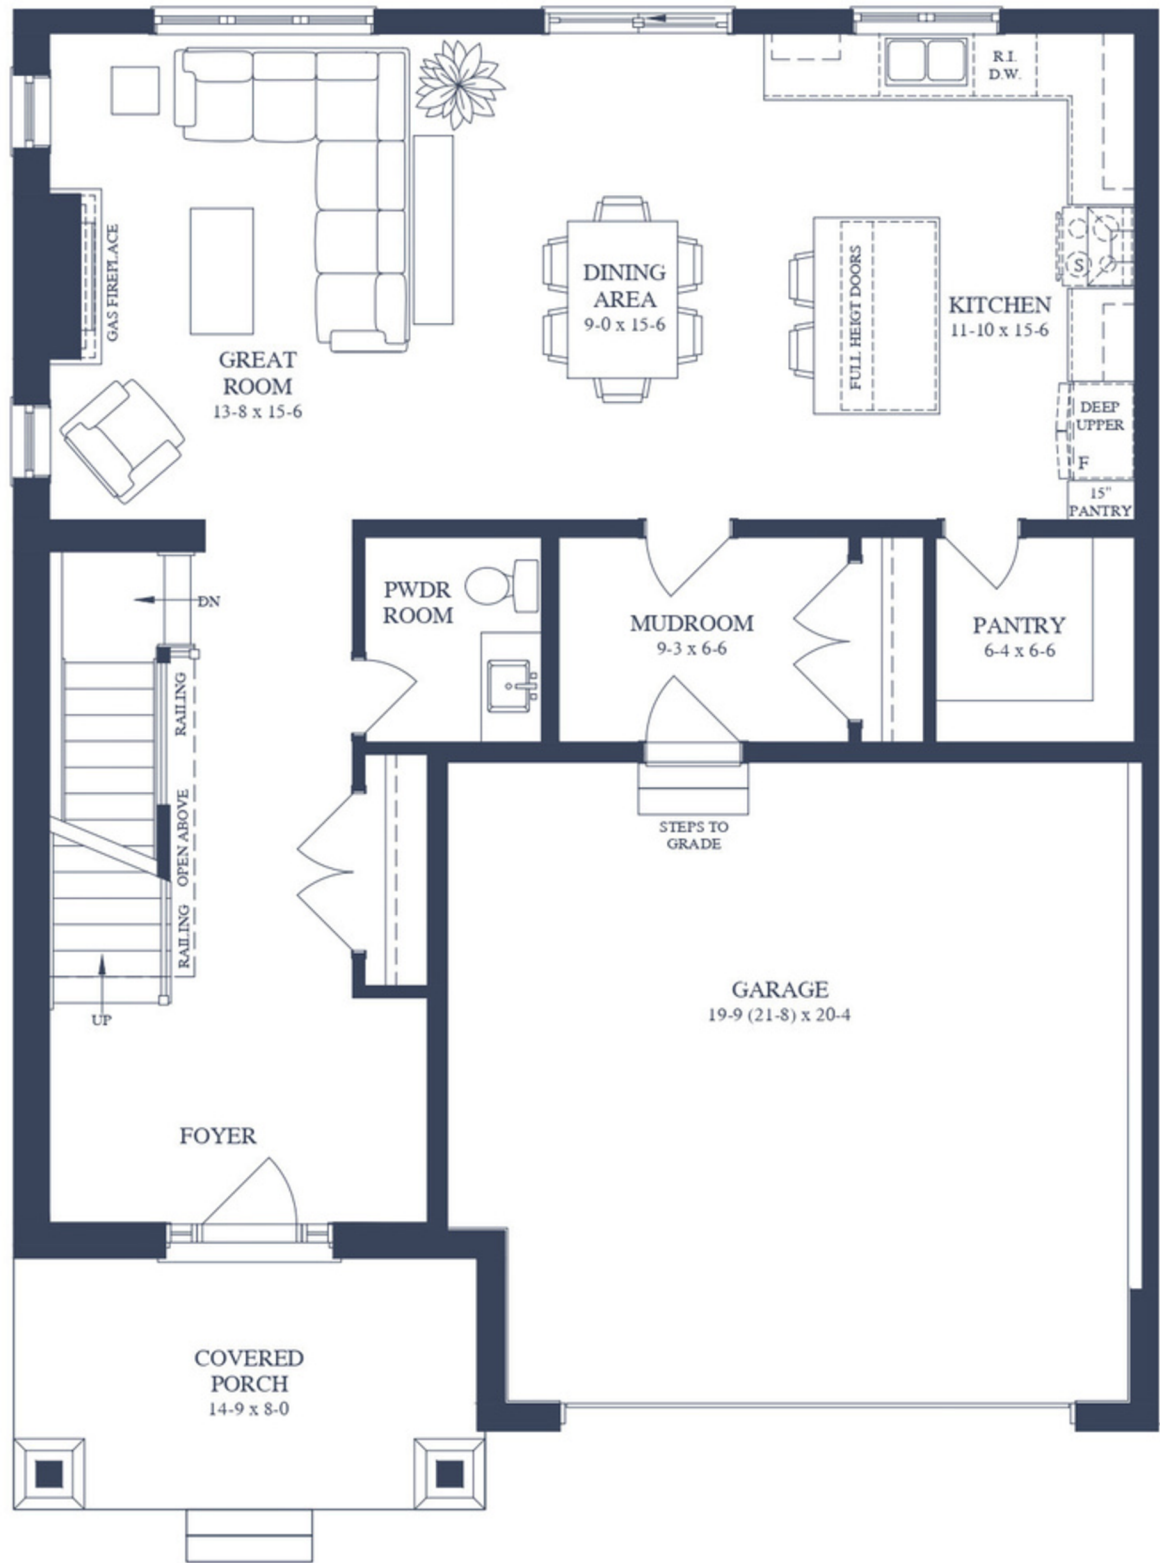 R.I.
D.W.
GAS FIREPLACE
GREAT
ROOM
13-8 x 15-6
DINING
AREA
9-0 x 15-6
FULL HEIGT DOORS
KITCHEN
11-10 x 15-6
S
DEEP
UPPER
F
15"
PANTRY
DN
PWDR
ROOM
MUDROOM
9-3 x 6-6
PANTRY
6-4 x 6-6
RAILING
OPEN ABOVE
RAILING
UP
STEPS TO
GRADE
GARAGE
19-9 (21-8) x 20-4
FOYER
COVERED
PORCH
14-9 x 8-0